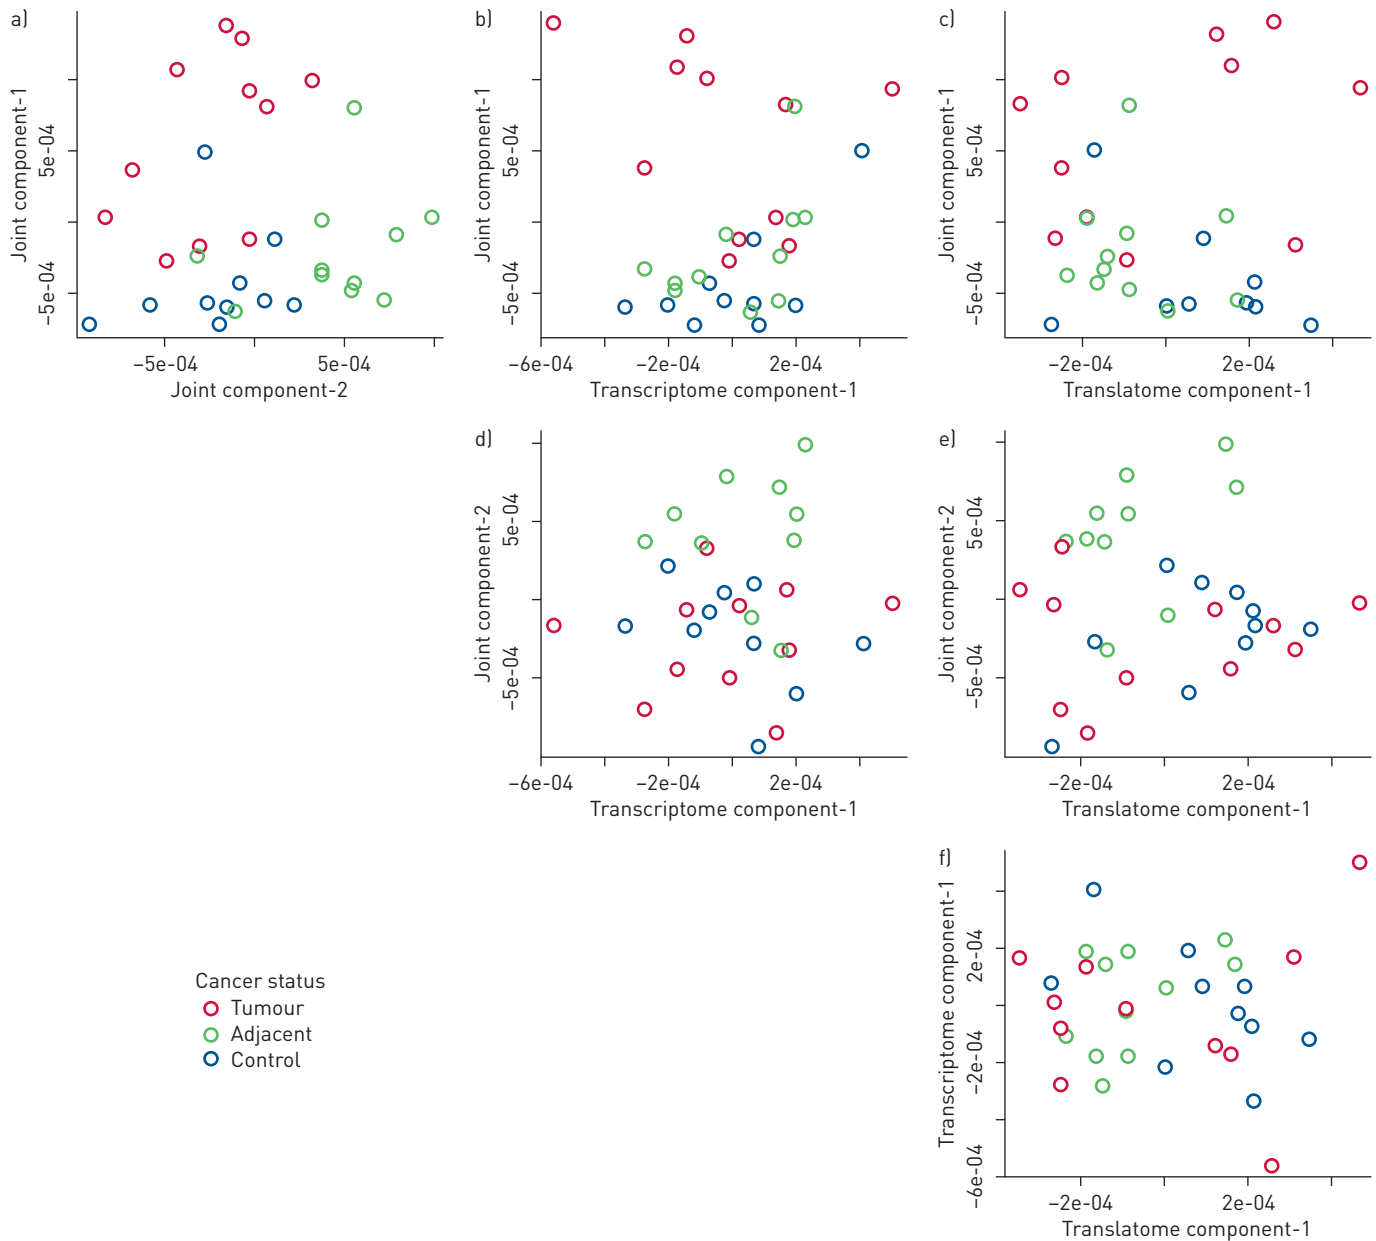 a)
Joint component-1
5e-04
−5e-04
−5e-04
5e-04
Joint component-2
b)
Joint component-1
5e-04
−5e-04
−6e-04
−2e-04
2e-04
Transcriptome component-1
c)
Joint component-1
5e-04
−5e-04
−2e-04
2e-04
Translatome component-1
d)
Joint component-2
5e-04
−5e-04
−6e-04
−2e-04
2e-04
Transcriptome component-1
e)
Joint component-2
5e-04
−5e-04
−2e-04
2e-04
Translatome component-1
f)
Transcriptome component-1
2e-04
−2e-04
−6e-04
−2e-04
2e-04
Translatome component-1
Cancer status
Tumour
Adjacent
Control